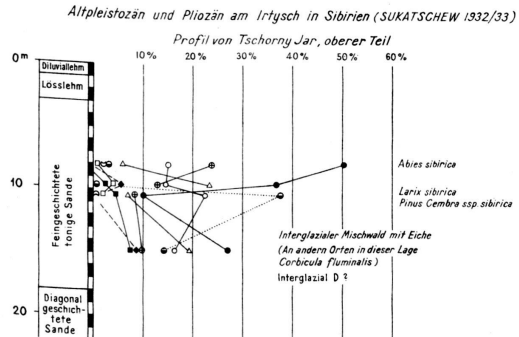 Altpleistozän und Pliozän am Irtysch in Sibirien (SUKATSCHEW 1932/33)
Profil von Tschorny Jar, oberer Teil
0m
10%
20%
30%
40%
50%
60%
Diluviallehm
Lösslehm
Feingeschichtete
tonige Sande
Abies sibirica
10
Larix sibirica
Pinus Cembra ssp. sibirica
Interglazialer Mischwald mit Eiche
(An andern Orten in dieser Lage
Corbicula fluminalis)
Interglazial D ?
Diagonal
geschich-
tete
Sande
20